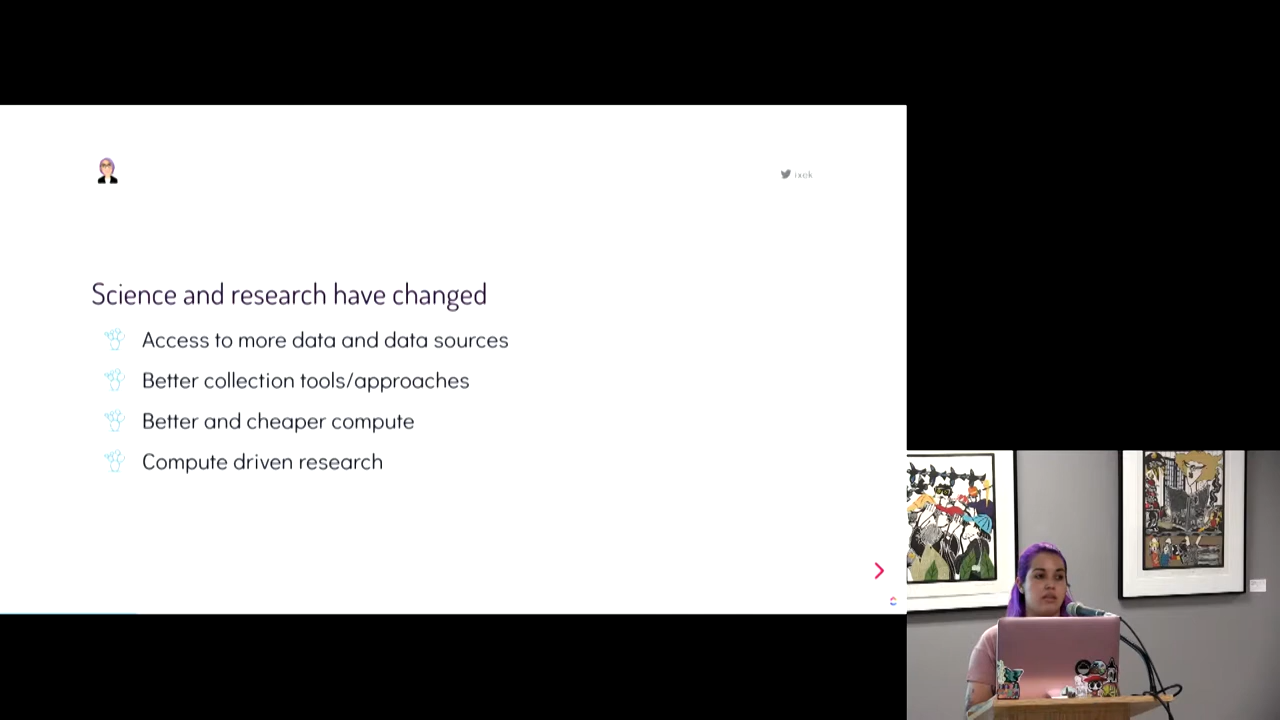 ixek
Science and research have changed
Access to more data and data sources
Better collection tools/approaches
Better and cheaper compute
Compute driven research